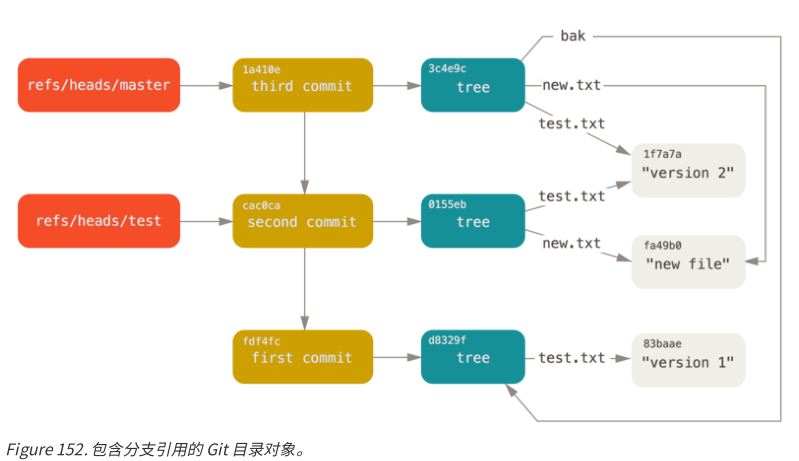 bak
refs/heads/master
1a410e
third commit
3c4e9c
tree
new.txt
test.txt
1f7a7a
"version 2"
refs/heads/test
cac0ca
second commit
0155eb
tree
test.txt
new.txt
fa49b0
"new file"
fdf4fc
first commit
d8329f
tree
test.txt
83baae
"version 1"
Figure 152. 包含分支引用的 Git 目录对象。